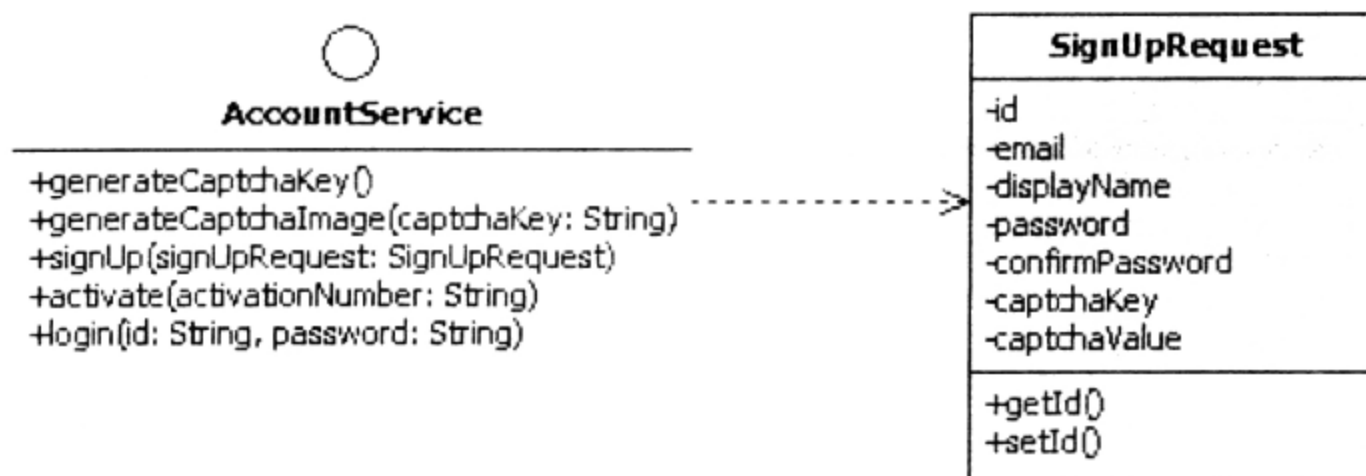 AccountService
+generateCaptchaKey()
+generateCaptchaImage(captchaKey: String)
+signUp(signUpRequest: SignUpRequest)
+activate(activationNumber: String)
+login(id: String, password: String)
SignUpRequest
-id
-email
-displayName
-password
-confirmPassword
-captchaKey
-captchaValue
+getId()
+setId()